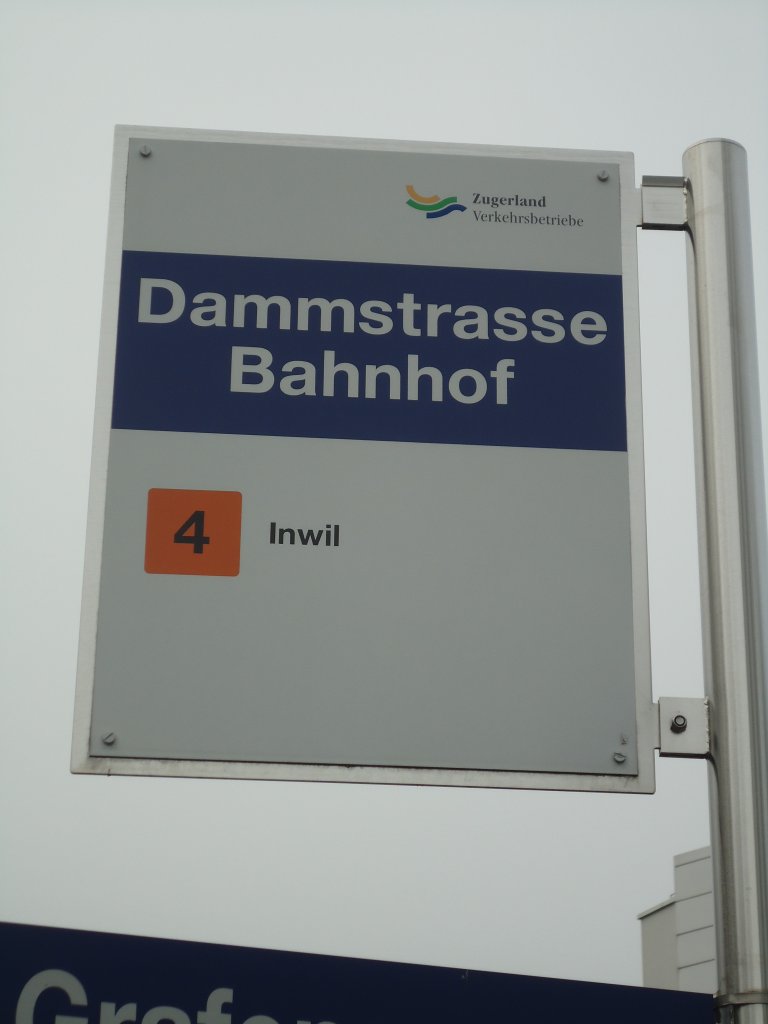 Zugerland
Verkehrsbetriebe
Dammstrasse
Bahnhof
4 Inwil